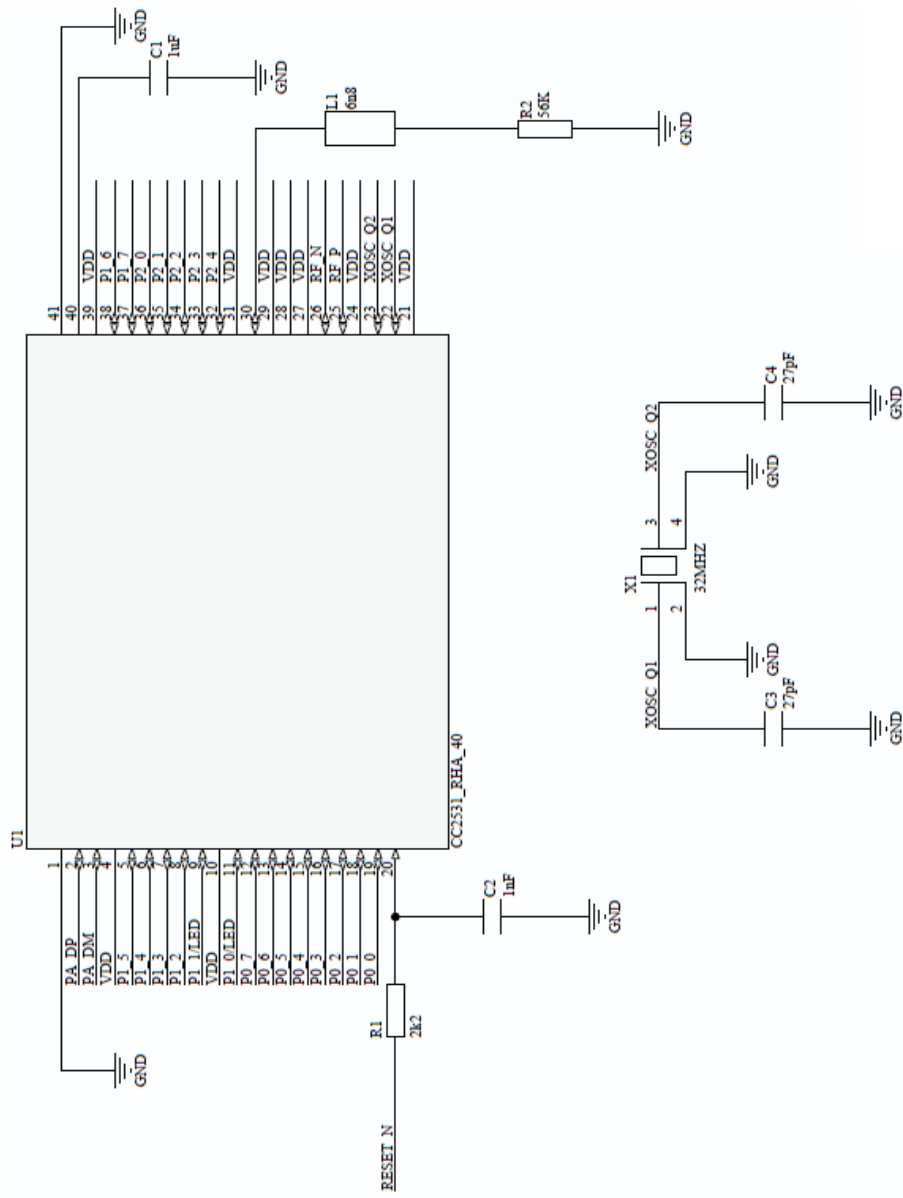 U1
1
PA_DP
2
PA_DM
3
VDD
4
P1_5
5
P1_4
6
P1_3
7
P1_2
8
P1_1/LED
9
VDD
10
P1_0/LED
11
P0_7
12
P0_6
13
P0_5
14
P0_4
15
P0_3
16
P0_2
17
P0_1
18
P0_0
19
20
GND
RESET_N
R1
2k2
C2
1nF
GND
CC2531_RHA_40
41
40
39
VDD
38
P1_6
37
P1_7
36
P2_0
35
P2_1
34
P2_2
33
P2_3
32
P2_4
31
VDD
30
29
VDD
28
VDD
27
VDD
26
RF_N
25
RF_P
24
VDD
23
XOSC_Q2
22
XOSC_Q1
21
VDD
GND
C1
1uF
GND
L1
6n8
R2
56K
GND
X1
32MHZ
XOSC_Q1
1
2
3
4
XOSC_Q2
C3
27pF
GND
GND
GND
C4
27pF
GND